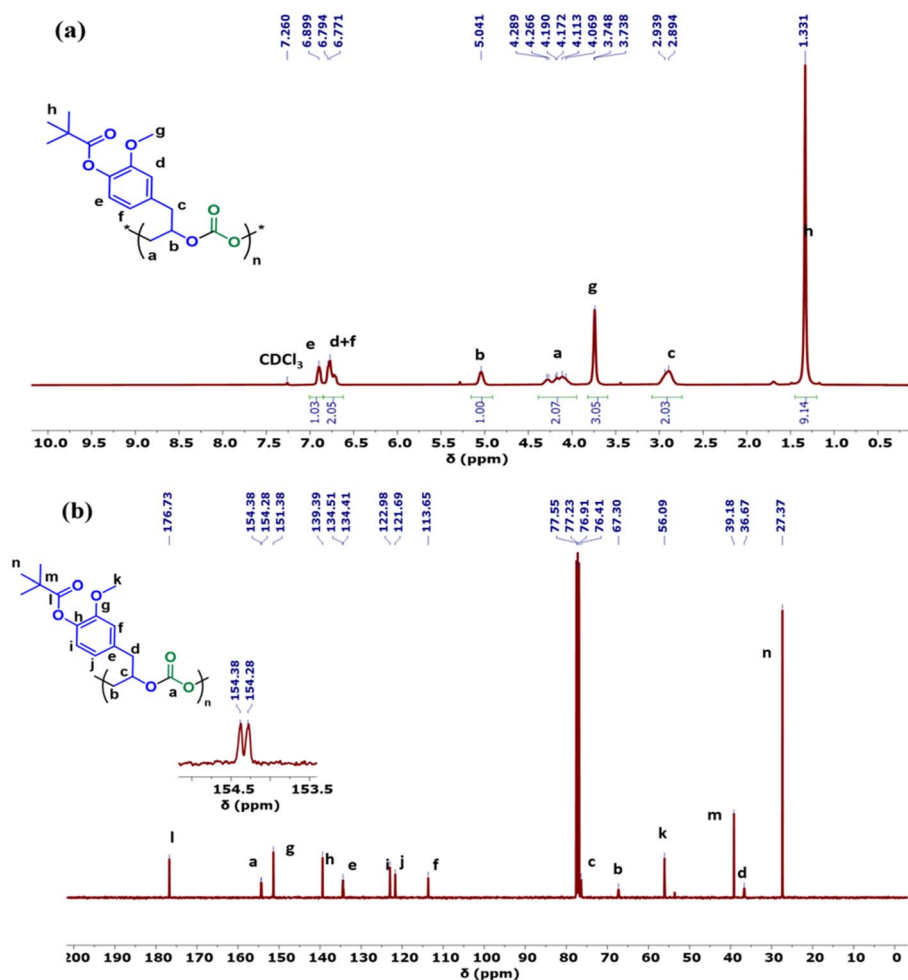 (a)
7.260
6.899
6.794
6.771
5.041
4.289
4.266
4.190
4.172
4.113
4.069
3.748
3.738
2.939
2.894
1.331
h
O
O
g
O
d
e
f
c
O
* ( a b O O ) n *
CDCl3
e
d+f
b
a
g
c
h
1.03
2.05
1.00
2.07
3.05
2.03
9.14
10.0 9.5 9.0 8.5 8.0 7.5 7.0 6.5 6.0 5.5 5.0 4.5 4.0 3.5 3.0 2.5 2.0 1.5 1.0 0.5
δ (ppm)
(b)
176.73
154.38
154.28
151.38
139.39
134.51
134.41
122.98
121.69
113.65
77.55
77.23
76.91
76.41
67.30
56.09
39.18
36.67
27.37
n
m
O
k
l
O
g
O
h
f
i
e
d
j
c
O
( b O a O ) n
154.38
154.28
154.5 153.5
δ (ppm)
l
a
g
h
e
i
j
f
c
b
k
m
d
n
200 190 180 170 160 150 140 130 120 110 100 90 80 70 60 50 40 30 20 10 0
δ (ppm)